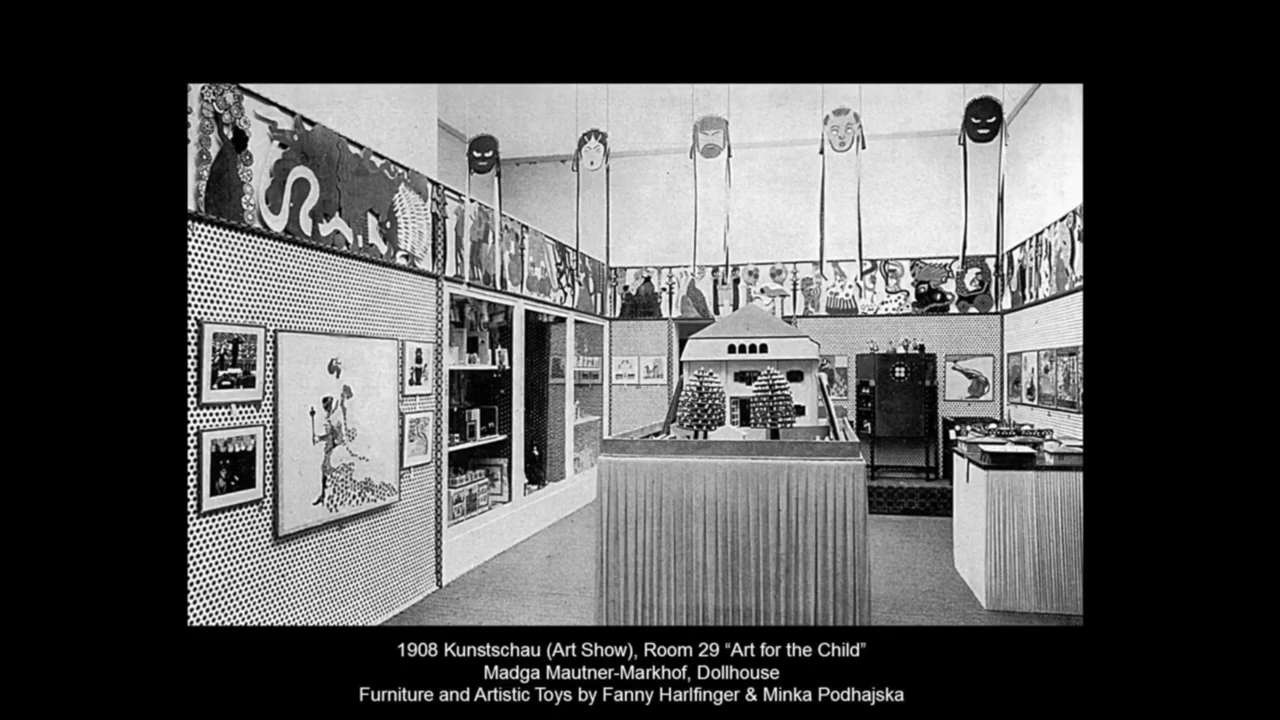 1908 Kunstschau (Art Show), Room 29 “Art for the Child”
Madga Mautner-Markhof, Dollhouse
Furniture and Artistic Toys by Fanny Harlfinger & Minka Podhajska